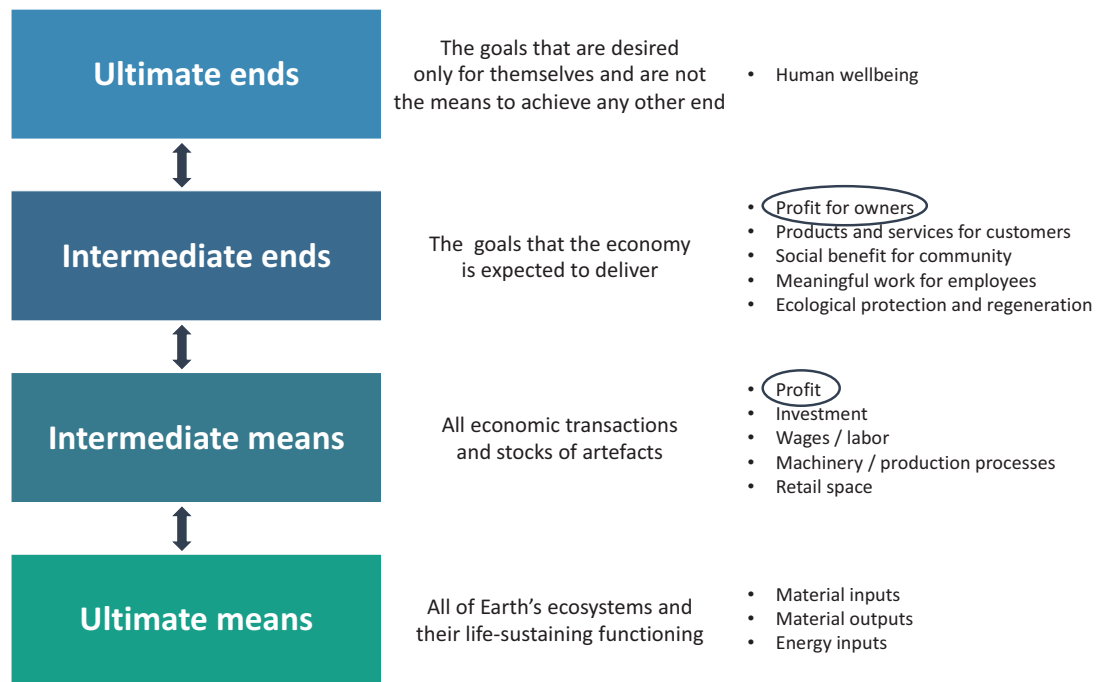 Ultimate ends
The goals that are desired
only for themselves and are not
the means to achieve any other end
• Human wellbeing
Intermediate ends
The goals that the economy
is expected to deliver
• Profit for owners
• Products and services for customers
• Social benefit for community
• Meaningful work for employees
• Ecological protection and regeneration
Intermediate means
All economic transactions
and stocks of artefacts
• Profit
• Investment
• Wages / labor
• Machinery / production processes
• Retail space
Ultimate means
All of Earth’s ecosystems and
their life-sustaining functioning
• Material inputs
• Material outputs
• Energy inputs